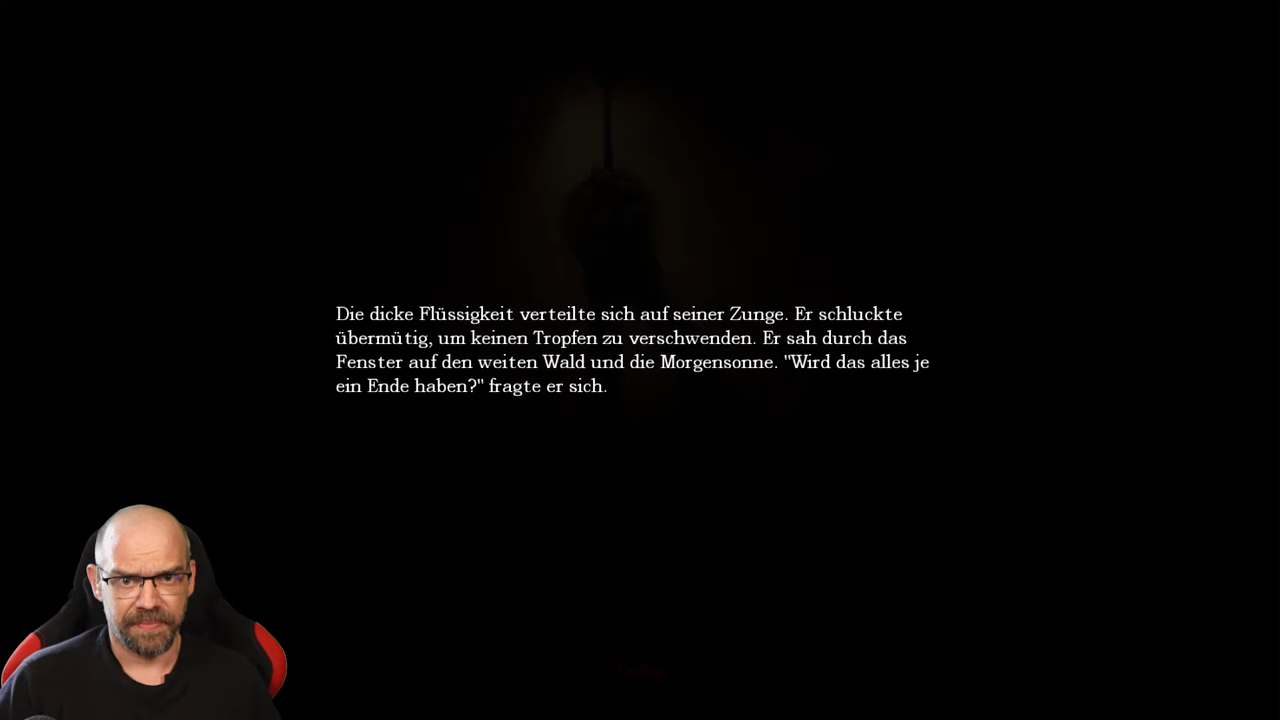 Die dicke Flüssigkeit verteilte sich auf seiner Zunge. Er schluckte
übermütig, um keinen Tropfen zu verschwenden. Er sah durch das
Fenster auf den weiten Wald und die Morgensonne. "Wird das alles je
ein Ende haben?" fragte er sich.